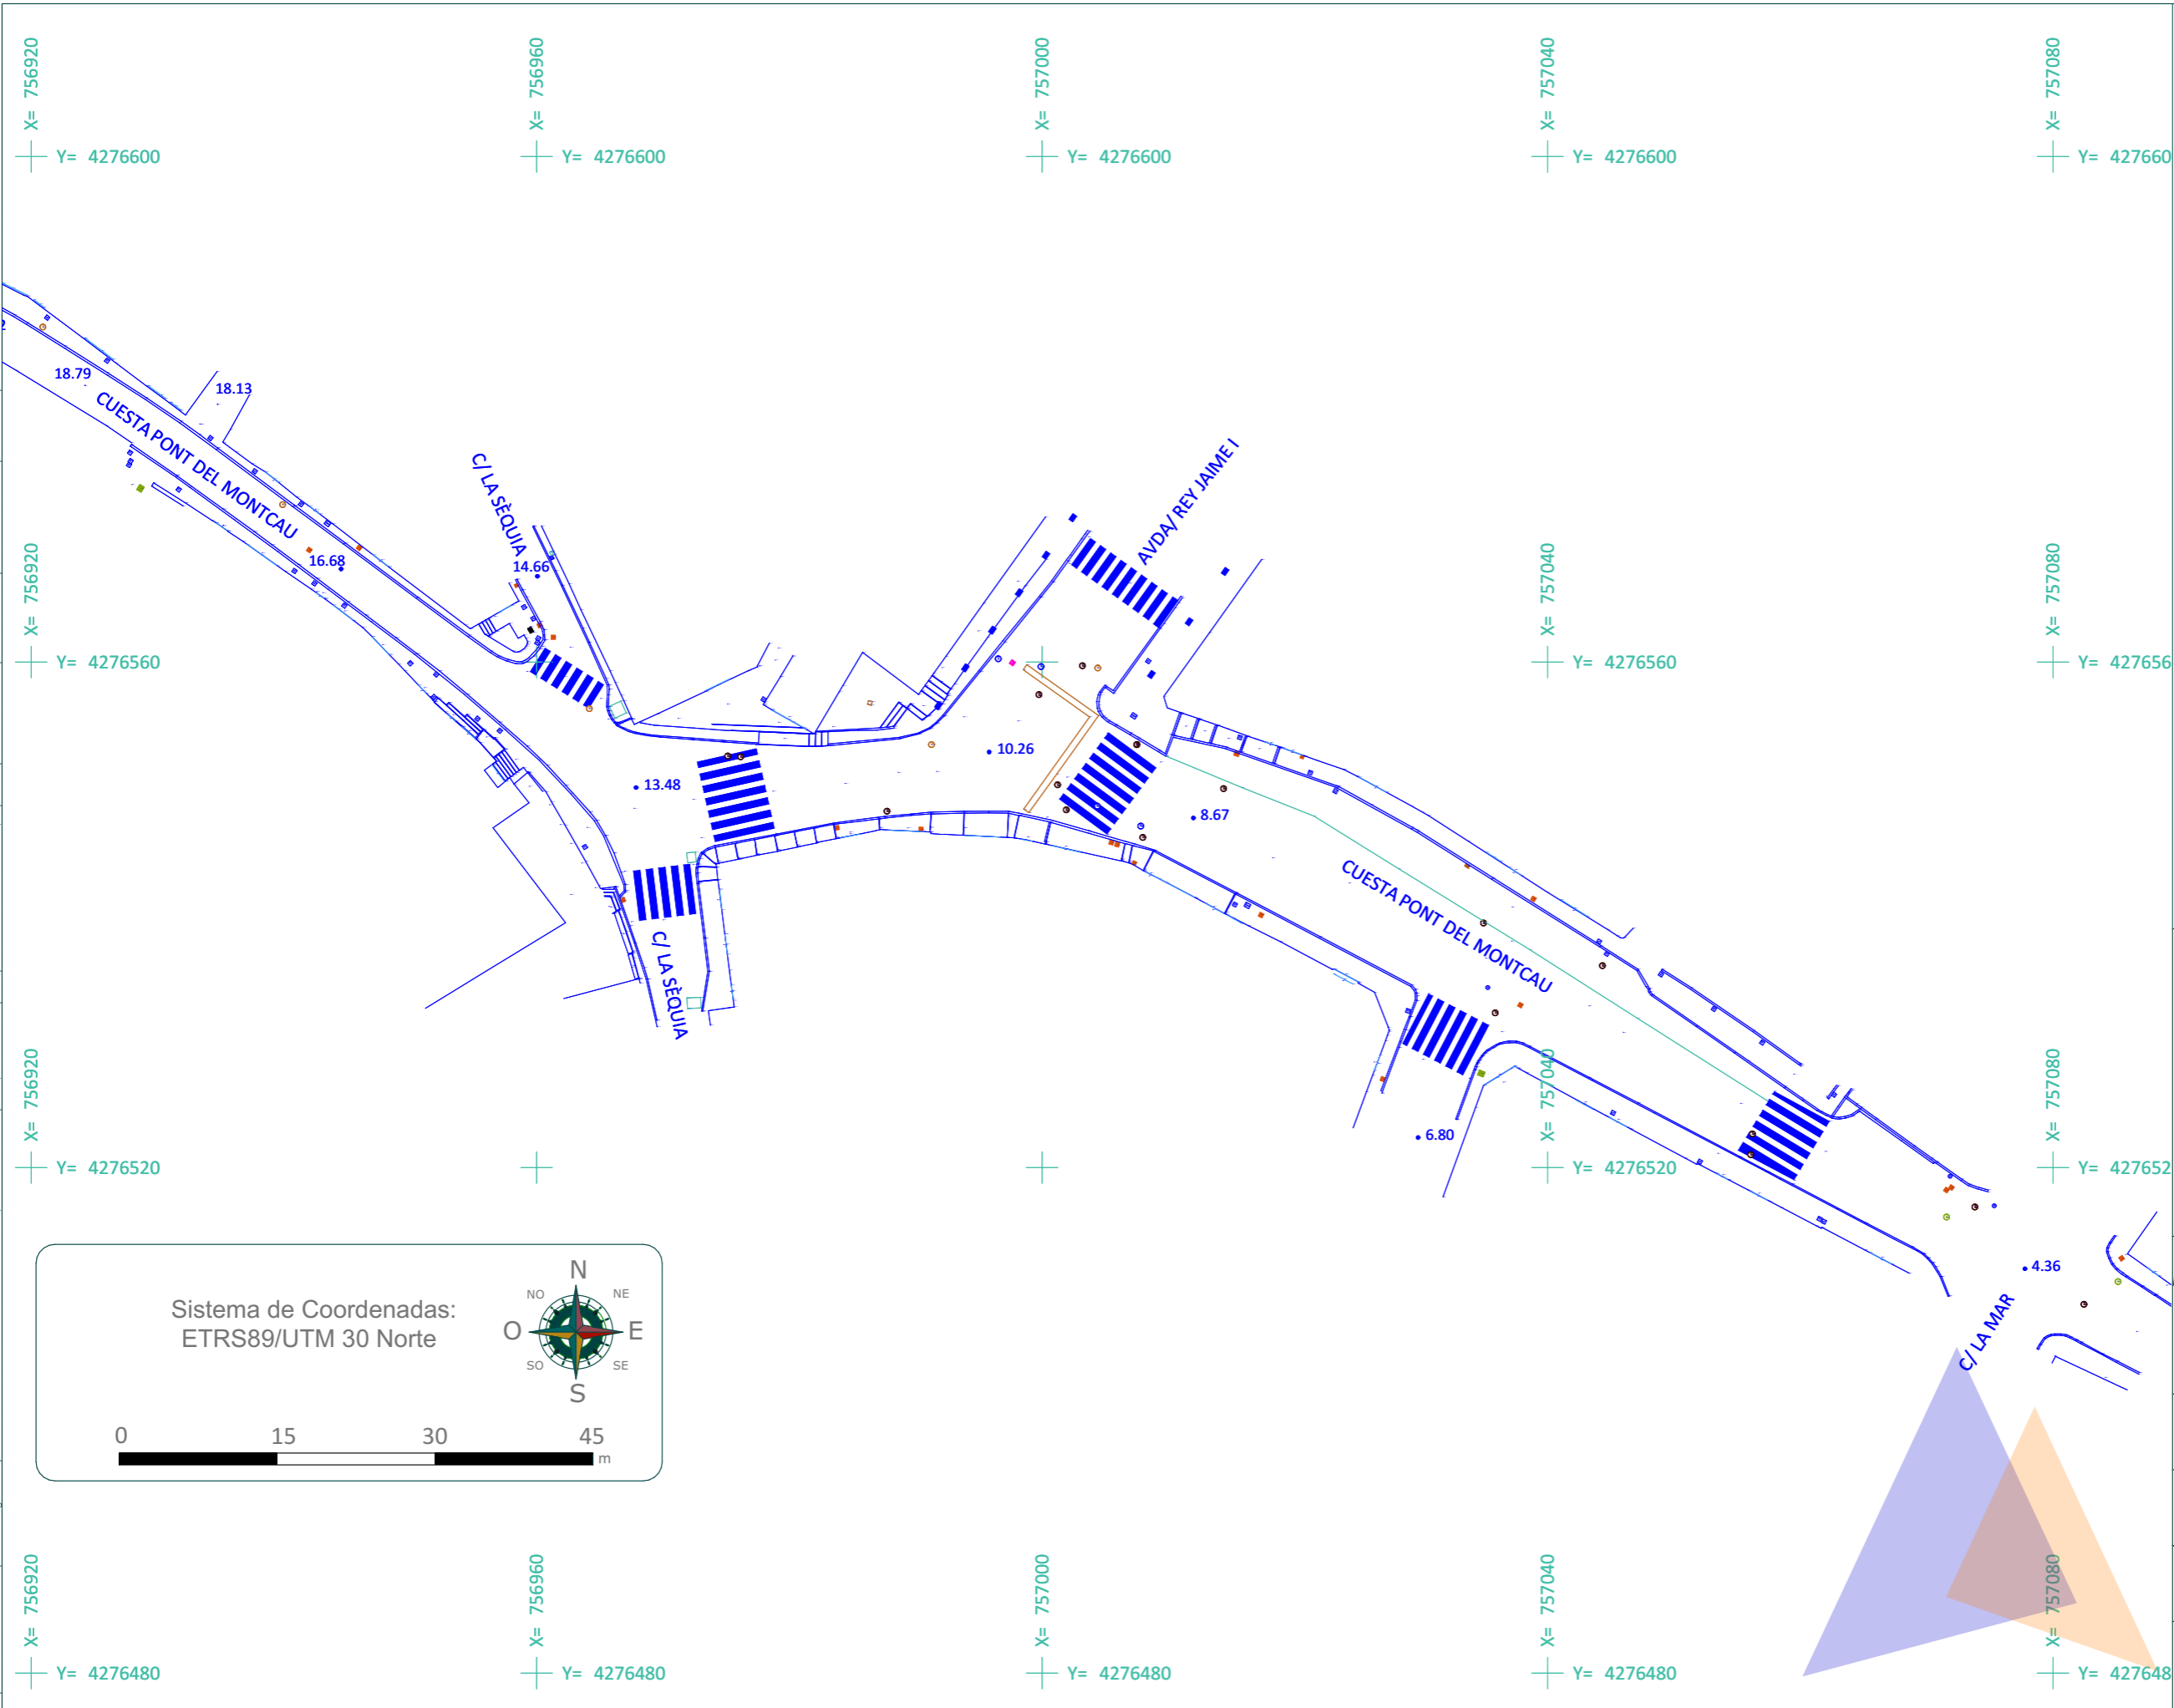 X= 756920
X= 756960
X= 757000
X= 757040
X= 757080
Y= 4276600
Y= 4276600
Y= 4276600
Y= 4276600
Y= 427660
18.79
18.13
CUESTA PONT DEL MONTCAU
16.68
C/ LA SÈQUIA
14.66
AVDA/ REY JAIME I
X= 756920
X= 757040
X= 757080
Y= 4276560
Y= 4276560
Y= 427656
10.26
13.48
8.67
CUESTA PONT DEL MONTCAU
C/ LA SÈQUIA
X= 756920
X= 757040
X= 757080
6.80
Y= 4276520
Y= 4276520
Y= 427652
4.36
C/ LA MAR
Sistema de Coordenadas:
ETRS89/UTM 30 Norte
N
NO NE
O E
SO SE
S
0 15 30 45
m
X= 756920
X= 756960
X= 757000
X= 757040
X= 757080
Y= 4276480
Y= 4276480
Y= 4276480
Y= 4276480
Y= 427648